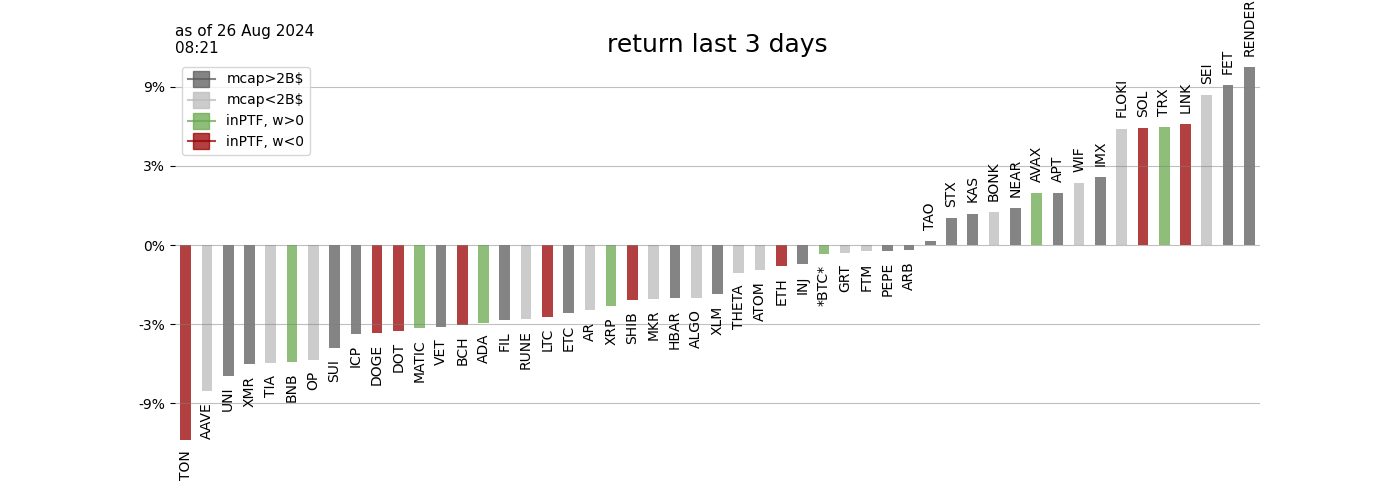 as of 26 Aug 2024
08:21
return last 3 days
mcap>2B$
mcap<2B$
inPTF, w>0
inPTF, w<0
9%
3%
0%
-3%
-9%
TON
AAVE
UNI
XMR
TIA
BNB
OP
SUI
ICP
DOGE
DOT
MATIC
VET
BCH
ADA
FIL
RUNE
LTC
ETC
AR
XRP
SHIB
MKR
HBAR
ALGO
XLM
THETA
ATOM
ETH
INJ
*BTC*
GRT
FTM
PEPE
ARB
TAO
STX
KAS
BONK
NEAR
AVAX
APT
WIF
IMX
FLOKI
SOL
TRX
LINK
SEI
FET
RENDER